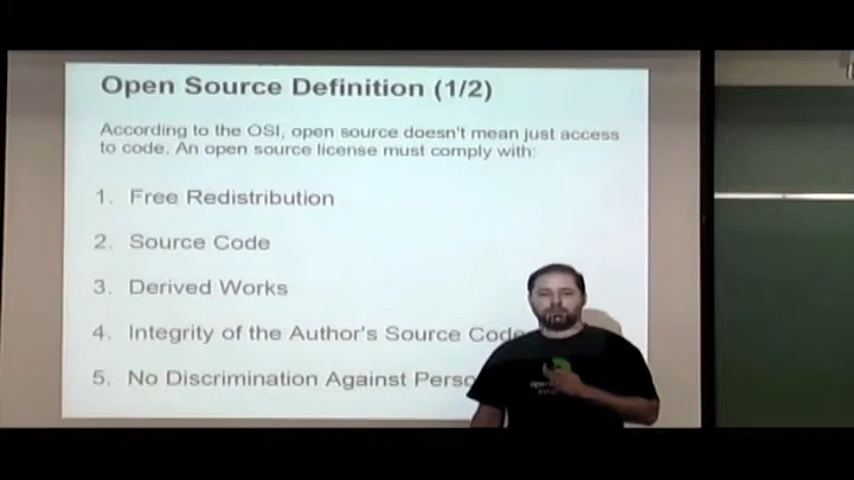 Open Source Definition (1/2)
According to the OSI, open source doesn't mean just access
to code. An open source license must comply with:
1. Free Redistribution
2. Source Code
3. Derived Works
4. Integrity of the Author's Source Code
5. No Discrimination Against Perso